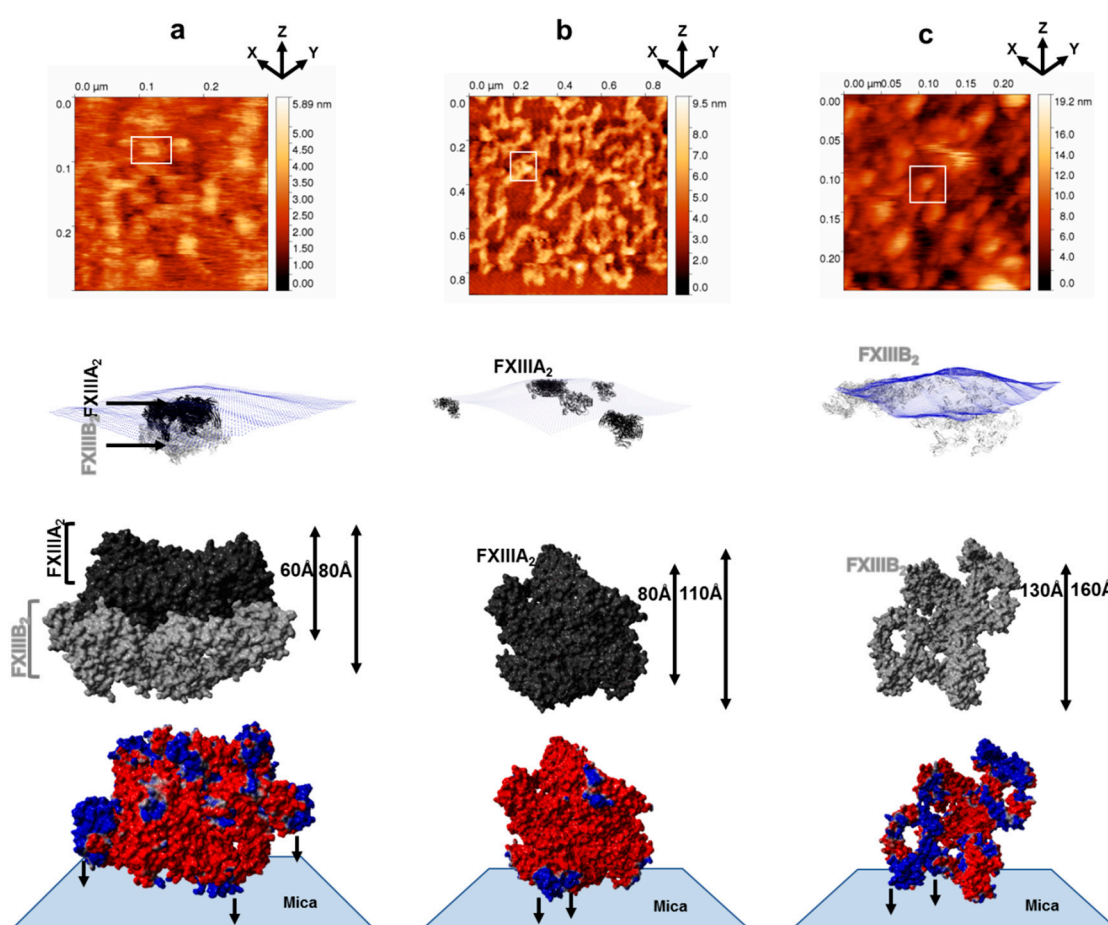 a
b
c
Z
X
Y
Z
X
Y
Z
X
Y
0.0 µm
0.1
0.2
0.0
0.1
0.2
5.89 nm
5.00
4.50
4.00
3.50
3.00
2.50
2.00
1.50
1.00
0.00
0.0 µm
0.2
0.4
0.6
0.8
0.0
0.2
0.4
0.6
0.8
9.5 nm
8.0
7.0
6.0
5.0
4.0
3.0
2.0
0.0
0.00 µm
0.05
0.10
0.15
0.20
0.00
0.05
0.10
0.15
0.20
19.2 nm
16.0
14.0
12.0
10.0
8.0
6.0
4.0
0.0
FXIIIA₂
FXIIIB₂
FXIIIA₂
FXIIIB₂
FXIIIA₂
FXIIIB₂
60Å
80Å
FXIIIA₂
80Å
110Å
FXIIIB₂
130Å
160Å
Mica
Mica
Mica